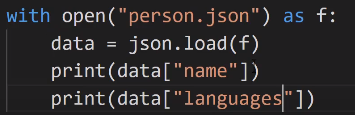 with open("person.json") as f:
    data = json.load(f)
    print(data["name"])
    print(data["languages"])